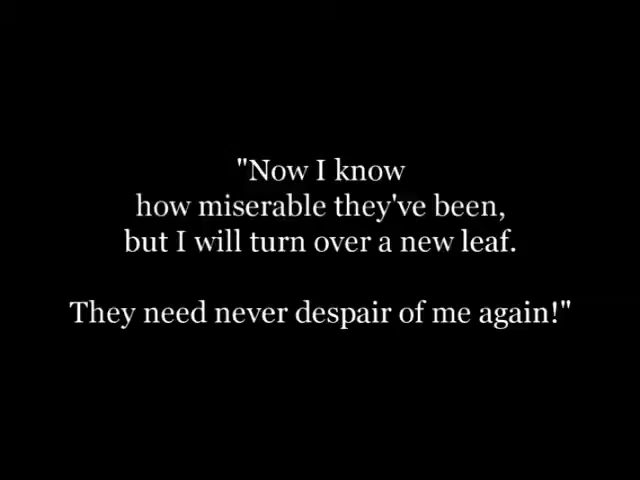 "Now I know
how miserable they've been,
but I will turn over a new leaf.
They need never despair of me again!"